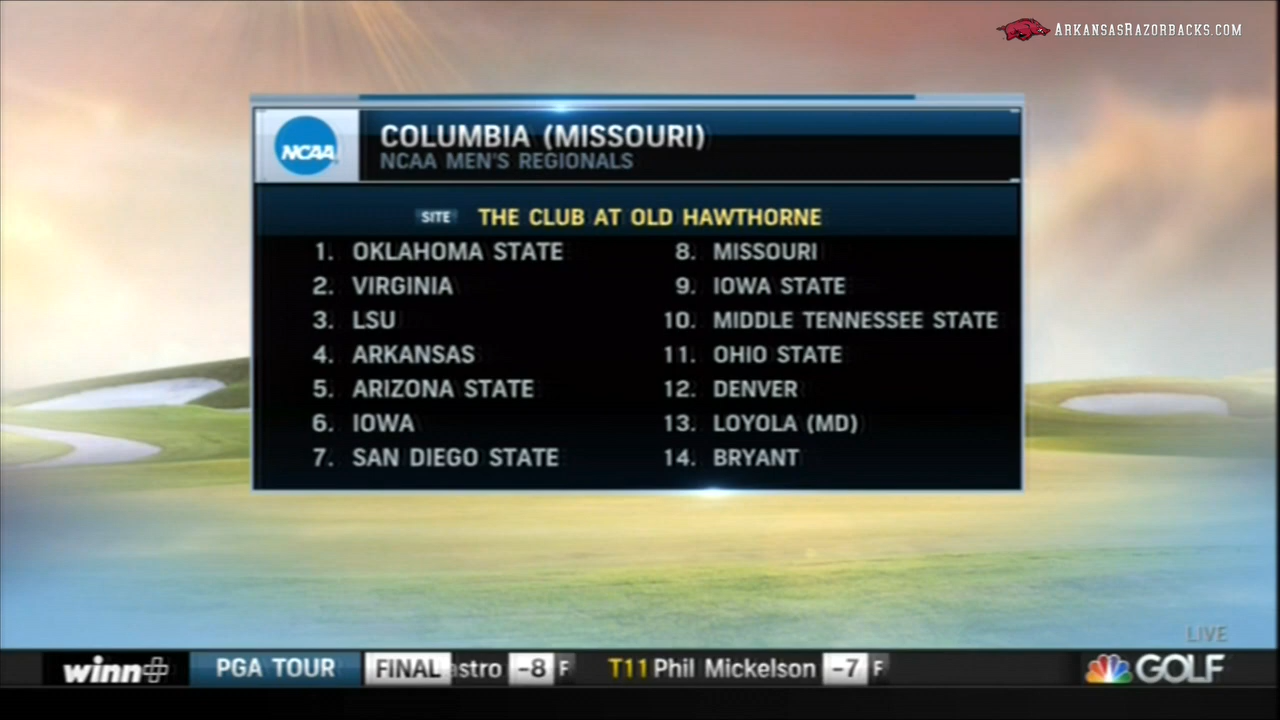 ARKANSASRAZORBACKS.COM
NCAA
COLUMBIA (MISSOURI)
NCAA MEN'S REGIONALS
SITE THE CLUB AT OLD HAWTHORNE
1. OKLAHOMA STATE
2. VIRGINIA
3. LSU
4. ARKANSAS
5. ARIZONA STATE
6. IOWA
7. SAN DIEGO STATE
8. MISSOURI
9. IOWA STATE
10. MIDDLE TENNESSEE STATE
11. OHIO STATE
12. DENVER
13. LOYOLA (MD)
14. BRYANT
LIVE
winn PGA TOUR FINAL astro -8 F T11 Phil Mickelson -7 F GOLF